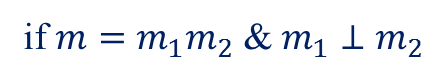 if m = m₁m₂ & m₁ ⊥ m₂